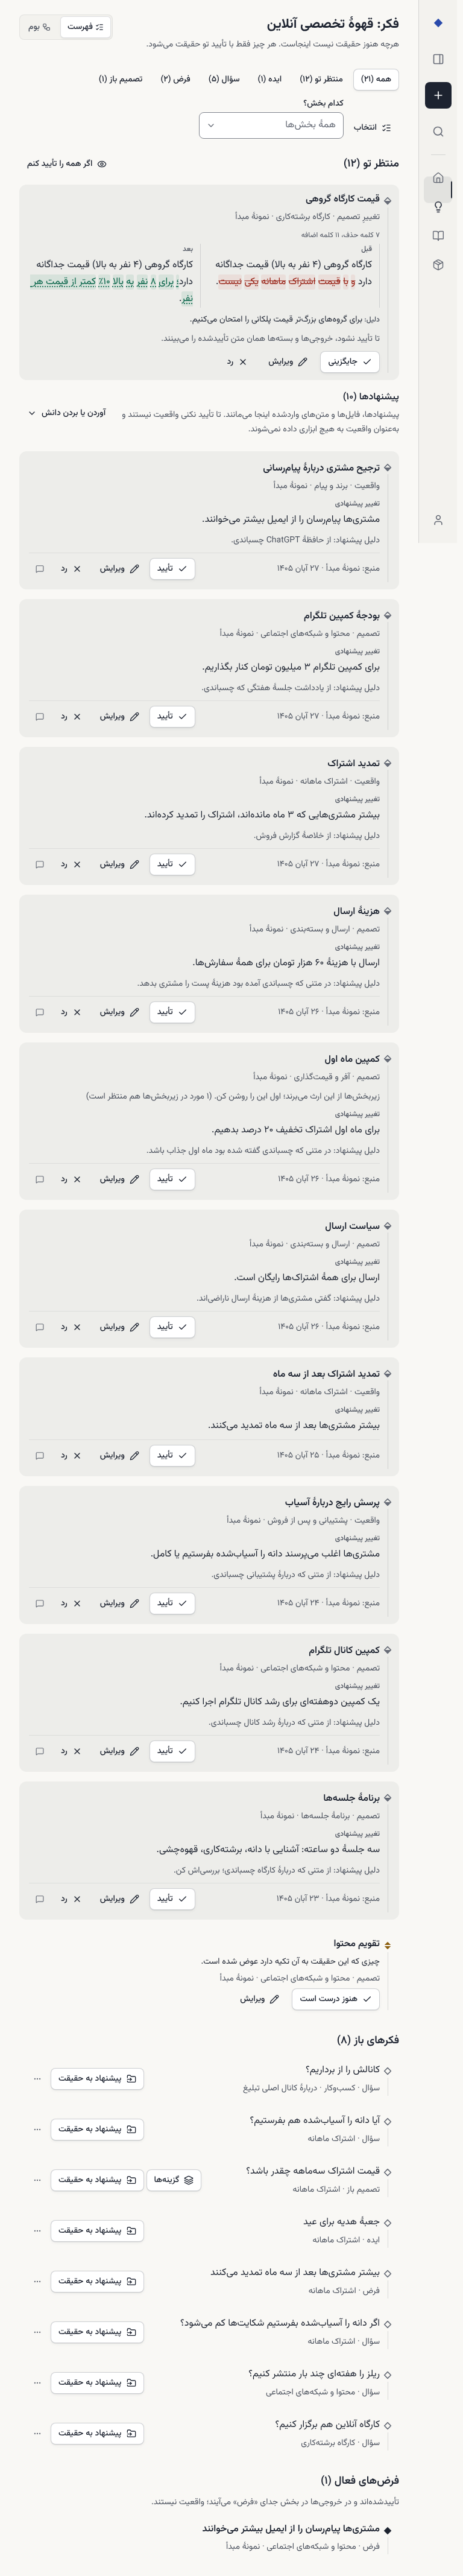 فکر: قهوهٔ تخصصی آنلاین
هرچه هنوز حقیقت نیست اینجاست. هر چیز فقط با تأیید تو حقیقت می‌شود.
فهرست
بوم
همه (۲۱)
منتظر تو (۱۲)
ایده (۱)
سؤال (۵)
فرض (۲)
تصمیم باز (۱)
انتخاب
کدام بخش؟
همهٔ بخش‌ها
منتظر تو (۱۲)
اگر همه را تأیید کنم
قیمت کارگاه گروهی
تغییر تصمیم · کارگاه برشته‌کاری · نمونهٔ مبدأ
۷ کلمه حذف، ۱۱ کلمه اضافه
قبل
کارگاه گروهی (۴ نفر به بالا) قیمت جداگانه
دارد و با قیمت اشتراک ماهانه یکی نیست.
بعد
کارگاه گروهی (۴ نفر به بالا) قیمت جداگانه
دارد؛ برای ۸ نفر به بالا ۱۰٪ کمتر از قیمت هر
نفر.
دلیل: برای گروه‌های بزرگ‌تر قیمت پلکانی را امتحان می‌کنیم.
تا تأیید نشود، خروجی‌ها و بسته‌ها همان متن تأییدشده را می‌بینند.
جایگزینی
ویرایش
رد
پیشنهادها (۱۰)
پیشنهادها، فایل‌ها و متن‌های واردشده اینجا می‌مانند. تا تأیید نکنی واقعیت نیستند و
به‌عنوان واقعیت به هیچ ابزاری داده نمی‌شوند.
آوردن یا بردن دانش
ترجیح مشتری دربارهٔ پیام‌رسانی
واقعیت · برند و پیام · نمونهٔ مبدأ
تغییر پیشنهادی
مشتری‌ها پیام‌رسان را از ایمیل بیشتر می‌خوانند.
دلیل پیشنهاد: از حافظهٔ ChatGPT چسباندی.
منبع: نمونهٔ مبدأ · ۲۷ آبان ۱۴۰۵
تأیید
ویرایش
رد
بودجهٔ کمپین تلگرام
تصمیم · محتوا و شبکه‌های اجتماعی · نمونهٔ مبدأ
تغییر پیشنهادی
برای کمپین تلگرام ۳ میلیون تومان کنار بگذاریم.
دلیل پیشنهاد: از یادداشت جلسهٔ هفتگی که چسباندی.
منبع: نمونهٔ مبدأ · ۲۷ آبان ۱۴۰۵
تأیید
ویرایش
رد
تمدید اشتراک
واقعیت · اشتراک ماهانه · نمونهٔ مبدأ
تغییر پیشنهادی
بیشتر مشتری‌هایی که ۳ ماه مانده‌اند، اشتراک را تمدید کرده‌اند.
دلیل پیشنهاد: از خلاصهٔ گزارش فروش.
منبع: نمونهٔ مبدأ · ۲۷ آبان ۱۴۰۵
تأیید
ویرایش
رد
هزینهٔ ارسال
تصمیم · ارسال و بسته‌بندی · نمونهٔ مبدأ
تغییر پیشنهادی
ارسال با هزینهٔ ۶۰ هزار تومان برای همهٔ سفارش‌ها.
دلیل پیشنهاد: در متنی که چسباندی آمده بود هزینهٔ پست را مشتری بدهد.
منبع: نمونهٔ مبدأ · ۲۶ آبان ۱۴۰۵
تأیید
ویرایش
رد
کمپین ماه اول
تصمیم · آفر و قیمت‌گذاری · نمونهٔ مبدأ
زیربخش‌ها از این ارث می‌برند؛ اول این را روشن کن. (۱ مورد در زیربخش‌ها هم منتظر است)
تغییر پیشنهادی
برای ماه اول اشتراک تخفیف ۲۰ درصد بدهیم.
دلیل پیشنهاد: در متنی که چسباندی گفته شده بود ماه اول جذاب باشد.
منبع: نمونهٔ مبدأ · ۲۶ آبان ۱۴۰۵
تأیید
ویرایش
رد
سیاست ارسال
تصمیم · ارسال و بسته‌بندی · نمونهٔ مبدأ
تغییر پیشنهادی
ارسال برای همهٔ اشتراک‌ها رایگان است.
دلیل پیشنهاد: گفتی مشتری‌ها از هزینهٔ ارسال ناراضی‌اند.
منبع: نمونهٔ مبدأ · ۲۶ آبان ۱۴۰۵
تأیید
ویرایش
رد
تمدید اشتراک بعد از سه ماه
واقعیت · اشتراک ماهانه · نمونهٔ مبدأ
تغییر پیشنهادی
بیشتر مشتری‌ها بعد از سه ماه تمدید می‌کنند.
منبع: نمونهٔ مبدأ · ۲۵ آبان ۱۴۰۵
تأیید
ویرایش
رد
پرسش رایج دربارهٔ آسیاب
واقعیت · پشتیبانی و پس از فروش · نمونهٔ مبدأ
تغییر پیشنهادی
مشتری‌ها اغلب می‌پرسند دانه را آسیاب‌شده بفرستیم یا کامل.
دلیل پیشنهاد: از متنی که دربارهٔ پشتیبانی چسباندی.
منبع: نمونهٔ مبدأ · ۲۴ آبان ۱۴۰۵
تأیید
ویرایش
رد
کمپین کانال تلگرام
تصمیم · محتوا و شبکه‌های اجتماعی · نمونهٔ مبدأ
تغییر پیشنهادی
یک کمپین دوهفته‌ای برای رشد کانال تلگرام اجرا کنیم.
دلیل پیشنهاد: از متنی که دربارهٔ رشد کانال چسباندی.
منبع: نمونهٔ مبدأ · ۲۴ آبان ۱۴۰۵
تأیید
ویرایش
رد
برنامهٔ جلسه‌ها
تصمیم · برنامهٔ جلسه‌ها · نمونهٔ مبدأ
تغییر پیشنهادی
سه جلسهٔ دو ساعته: آشنایی با دانه، برشته‌کاری، قهوه‌چشی.
دلیل پیشنهاد: از متنی که دربارهٔ کارگاه چسباندی؛ بررسی‌اش کن.
منبع: نمونهٔ مبدأ · ۲۳ آبان ۱۴۰۵
تأیید
ویرایش
رد
تقویم محتوا
چیزی که این حقیقت به آن تکیه دارد عوض شده است.
تصمیم · محتوا و شبکه‌های اجتماعی · نمونهٔ مبدأ
هنوز درست است
ویرایش
فکرهای باز (۸)
کانالش را از برداریم؟
سؤال · کسب‌وکار · دربارهٔ کانال اصلی تبلیغ
پیشنهاد به حقیقت
آیا دانه را آسیاب‌شده هم بفرستیم؟
سؤال · اشتراک ماهانه
پیشنهاد به حقیقت
قیمت اشتراک سه‌ماهه چقدر باشد؟
تصمیم باز · اشتراک ماهانه
گزینه‌ها
پیشنهاد به حقیقت
جعبهٔ هدیه برای عید
ایده · اشتراک ماهانه
پیشنهاد به حقیقت
بیشتر مشتری‌ها بعد از سه ماه تمدید می‌کنند
فرض · اشتراک ماهانه
پیشنهاد به حقیقت
اگر دانه را آسیاب‌شده بفرستیم شکایت‌ها کم می‌شود؟
سؤال · اشتراک ماهانه
پیشنهاد به حقیقت
ریلز را هفته‌ای چند بار منتشر کنیم؟
سؤال · محتوا و شبکه‌های اجتماعی
پیشنهاد به حقیقت
کارگاه آنلاین هم برگزار کنیم؟
سؤال · کارگاه برشته‌کاری
پیشنهاد به حقیقت
فرض‌های فعال (۱)
تأییدشده‌اند و در خروجی‌ها در بخش جدای «فرض» می‌آیند؛ واقعیت نیستند.
مشتری‌ها پیام‌رسان را از ایمیل بیشتر می‌خوانند
فرض · محتوا و شبکه‌های اجتماعی · نمونهٔ مبدأ